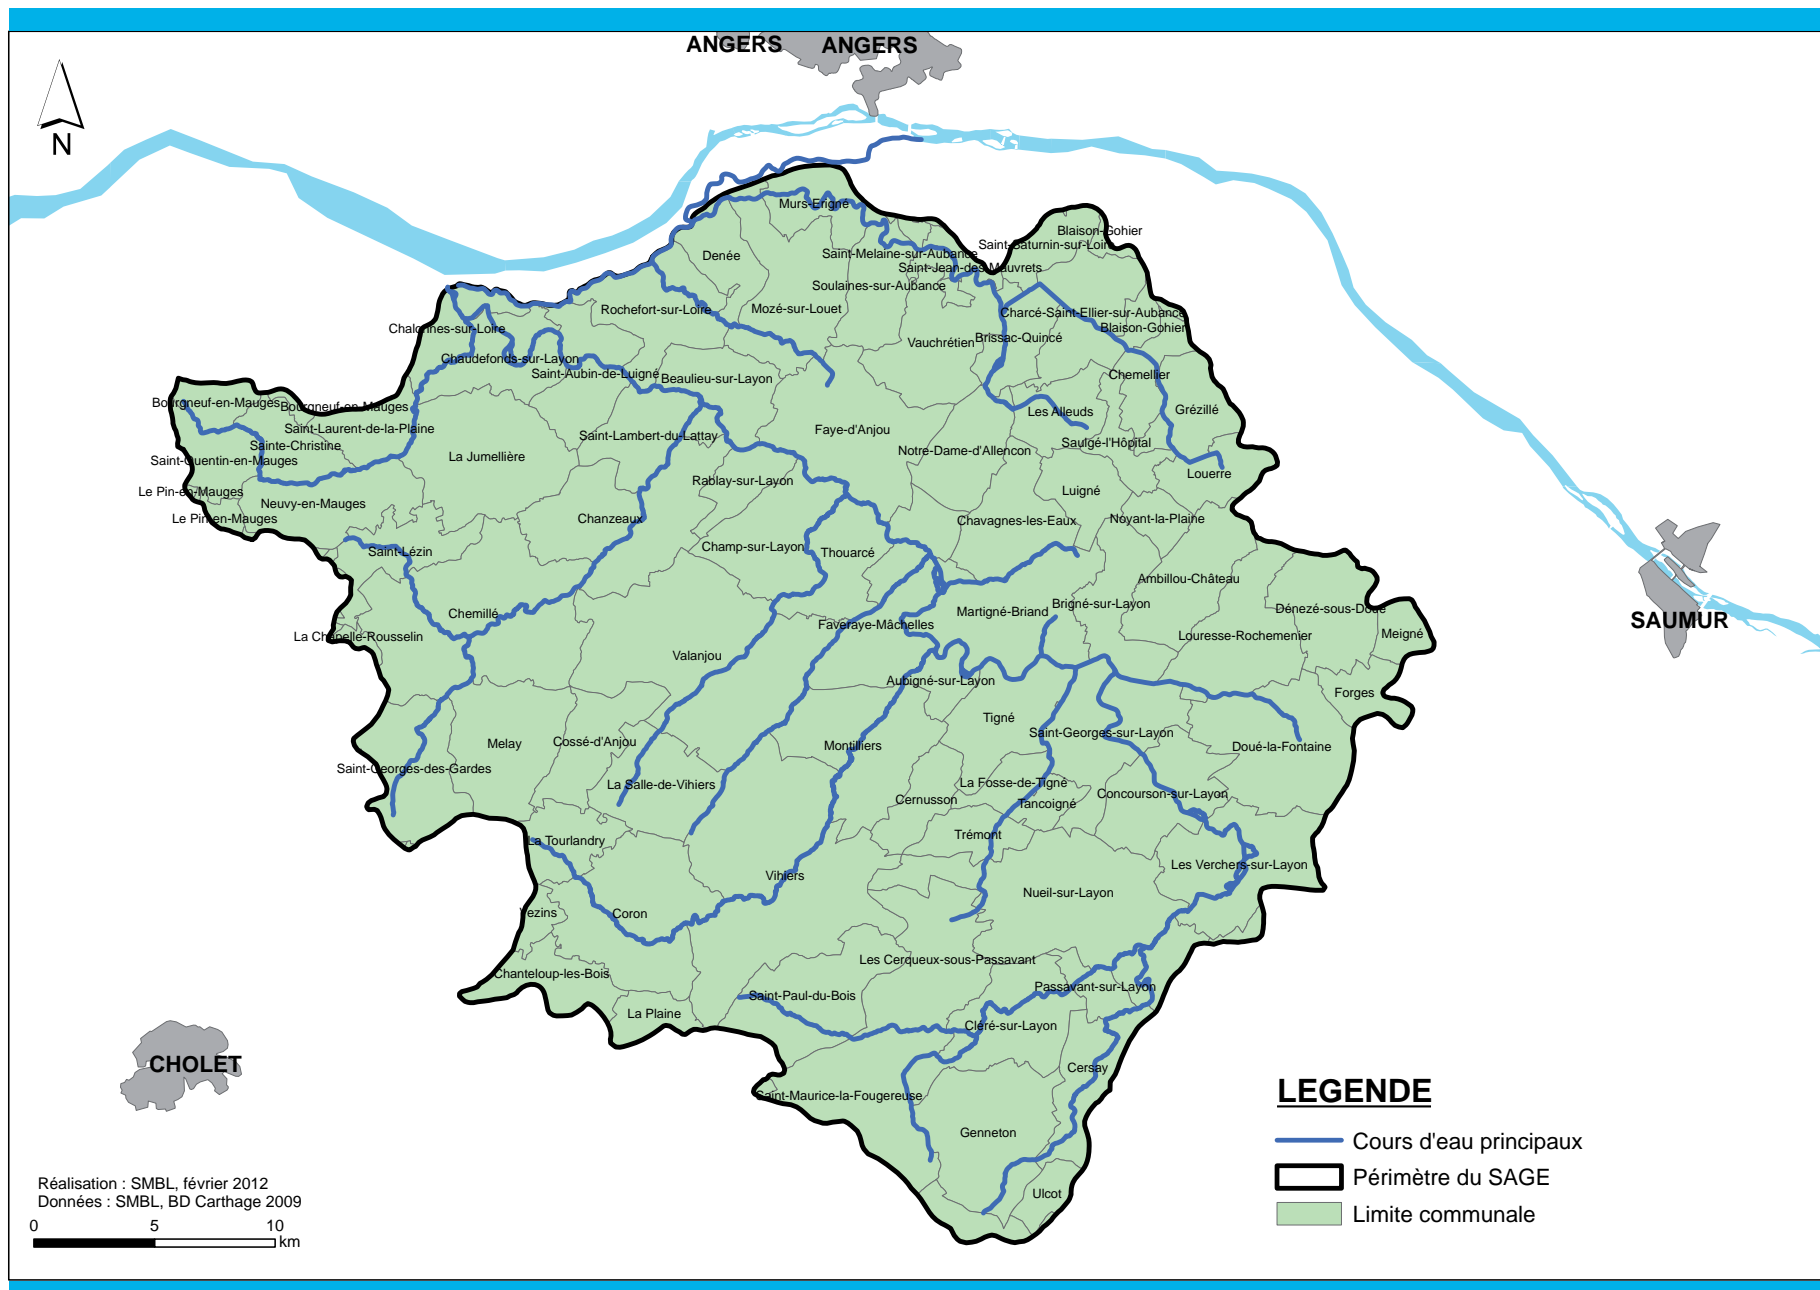 ANGERS
ANGERS
N
Murs-Erigné
Blaison-Gohier
Saint-Saturnin-sur-Loire
Denée
Saint-Melaine-sur-Aubance
Saint-Jean-des-Mauvrets
Soulaines-sur-Aubance
Rochefort-sur-Loire
Mozé-sur-Louet
Charcé-Saint-Ellier-sur-Aubance
Chalonnes-sur-Loire
Blaison-Gohier
Vauchrétien
Brissac-Quincé
Chaudefonds-sur-Layon
Saint-Aubin-de-Luigné
Beaulieu-sur-Layon
Chemellier
Bourgneuf-en-Mauges
Bourgneuf-en-Mauges
Les Alleuds
Grézillé
Saint-Laurent-de-la-Plaine
Saint-Lambert-du-Lattay
Faye-d'Anjou
Sainte-Christine
Saulgé-l'Hôpital
Notre-Dame-d'Allencon
La Jumellière
Saint-Quentin-en-Mauges
Louerre
Rablay-sur-Layon
Le Pin-en-Mauges
Luigné
Neuvy-en-Mauges
Le Pin-en-Mauges
Chanzeaux
Chavagnes-les-Eaux
Noyant-la-Plaine
Saint-Lézin
Champ-sur-Layon
Thouarcé
Ambillou-Château
Chemillé
Martigné-Briand
Brigné-sur-Layon
Dénezé-sous-Doué
SAUMUR
Faveraye-Mâchelles
La Chapelle-Rousselin
Louresse-Rochemenier
Meigné
Valanjou
Aubigné-sur-Layon
Forges
Tigné
Saint-Georges-sur-Layon
Melay
Cossé-d'Anjou
Montilliers
Doué-la-Fontaine
Saint-Georges-des-Gardes
La Salle-de-Vihiers
La Fosse-de-Tigné
Cernusson
Tancoigné
Concourson-sur-Layon
La Tourlandry
Trémont
Les Verchers-sur-Layon
Vihiers
Nueil-sur-Layon
Vezins
Coron
Les Cerqueux-sous-Passavant
Chanteloup-les-Bois
Passavant-sur-Layon
Saint-Paul-du-Bois
La Plaine
Cléré-sur-Layon
CHOLET
Cersay
Saint-Maurice-la-Fougereuse
Genneton
Ulcot
LEGENDE
Cours d'eau principaux
Périmètre du SAGE
Limite communale
Réalisation : SMBL, février 2012
Données : SMBL, BD Carthage 2009
0 5 10
km